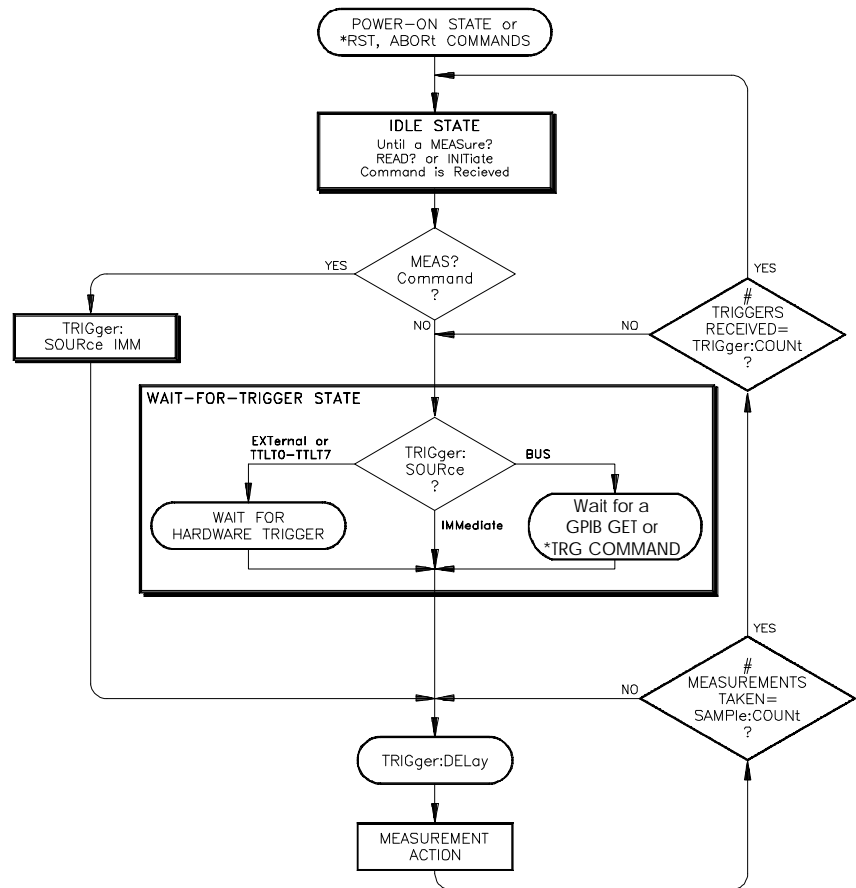 POWER-ON STATE or
*RST, ABORt COMMANDS
IDLE STATE
Until a MEASure?
READ? or INITiate
Command is Recieved
MEAS?
Command
?
YES
NO
TRIGger:
SOURce IMM
YES
#
TRIGGERS
RECEIVED=
TRIGger:COUNt
?
NO
WAIT-FOR-TRIGGER STATE
TRIGger:
SOURce
?
EXTernal or
TTLT0-TTLT7
BUS
IMMediate
WAIT FOR
HARDWARE TRIGGER
Wait for a
GPIB GET or
*TRG COMMAND
YES
#
MEASUREMENTS
TAKEN=
SAMPle:COUNt
?
NO
TRIGger:DELay
MEASUREMENT
ACTION